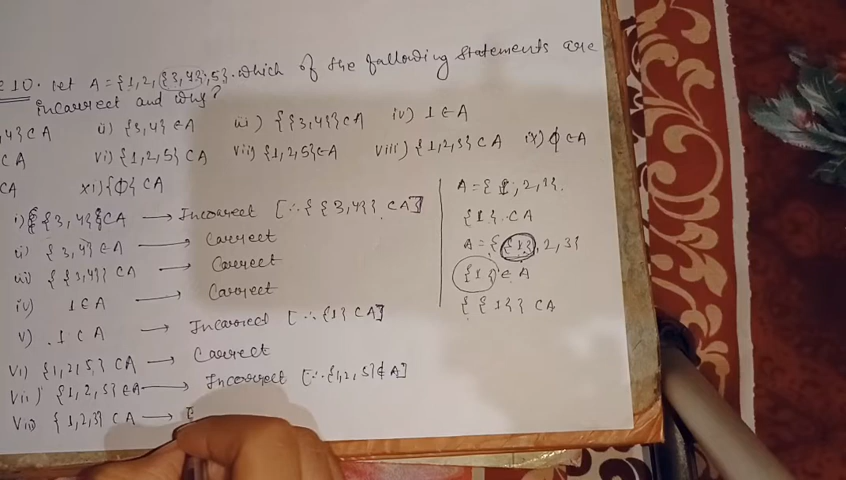 10. Let A = {1, 2, {3, 4}, 5}. Which of the following statements are
incorrect and why?
, 4} ⊂ A ii) {3, 4} ∈ A iii) {{3, 4}} ⊂ A iv) 1 ∈ A
⊂ A vi) {1, 2, 5} ⊂ A vii) {1, 2, 5} ∈ A viii) {1, 2, 3} ⊂ A ix) ϕ ∈ A
⊂ A xi) {ϕ} ⊂ A
i) {3, 4} ⊂ A → Incorrect [∵ {{3, 4}} ⊂ A]
ii) {3, 4} ∈ A → Correct
iii) {{3, 4}} ⊂ A → Correct
iv) 1 ∈ A → Correct
v) 1 ⊂ A → Incorrect [∵ {1} ⊂ A]
vi) {1, 2, 5} ⊂ A → Correct
vii) {1, 2, 5} ∈ A → Incorrect [∵ {1, 2, 5} ∉ A]
viii) {1, 2, 3} ⊂ A →
A = {1, 2, 3}.
{1} ⊂ A
A = {{1}, 2, 3}
{1} ∈ A
{{1}} ⊂ A